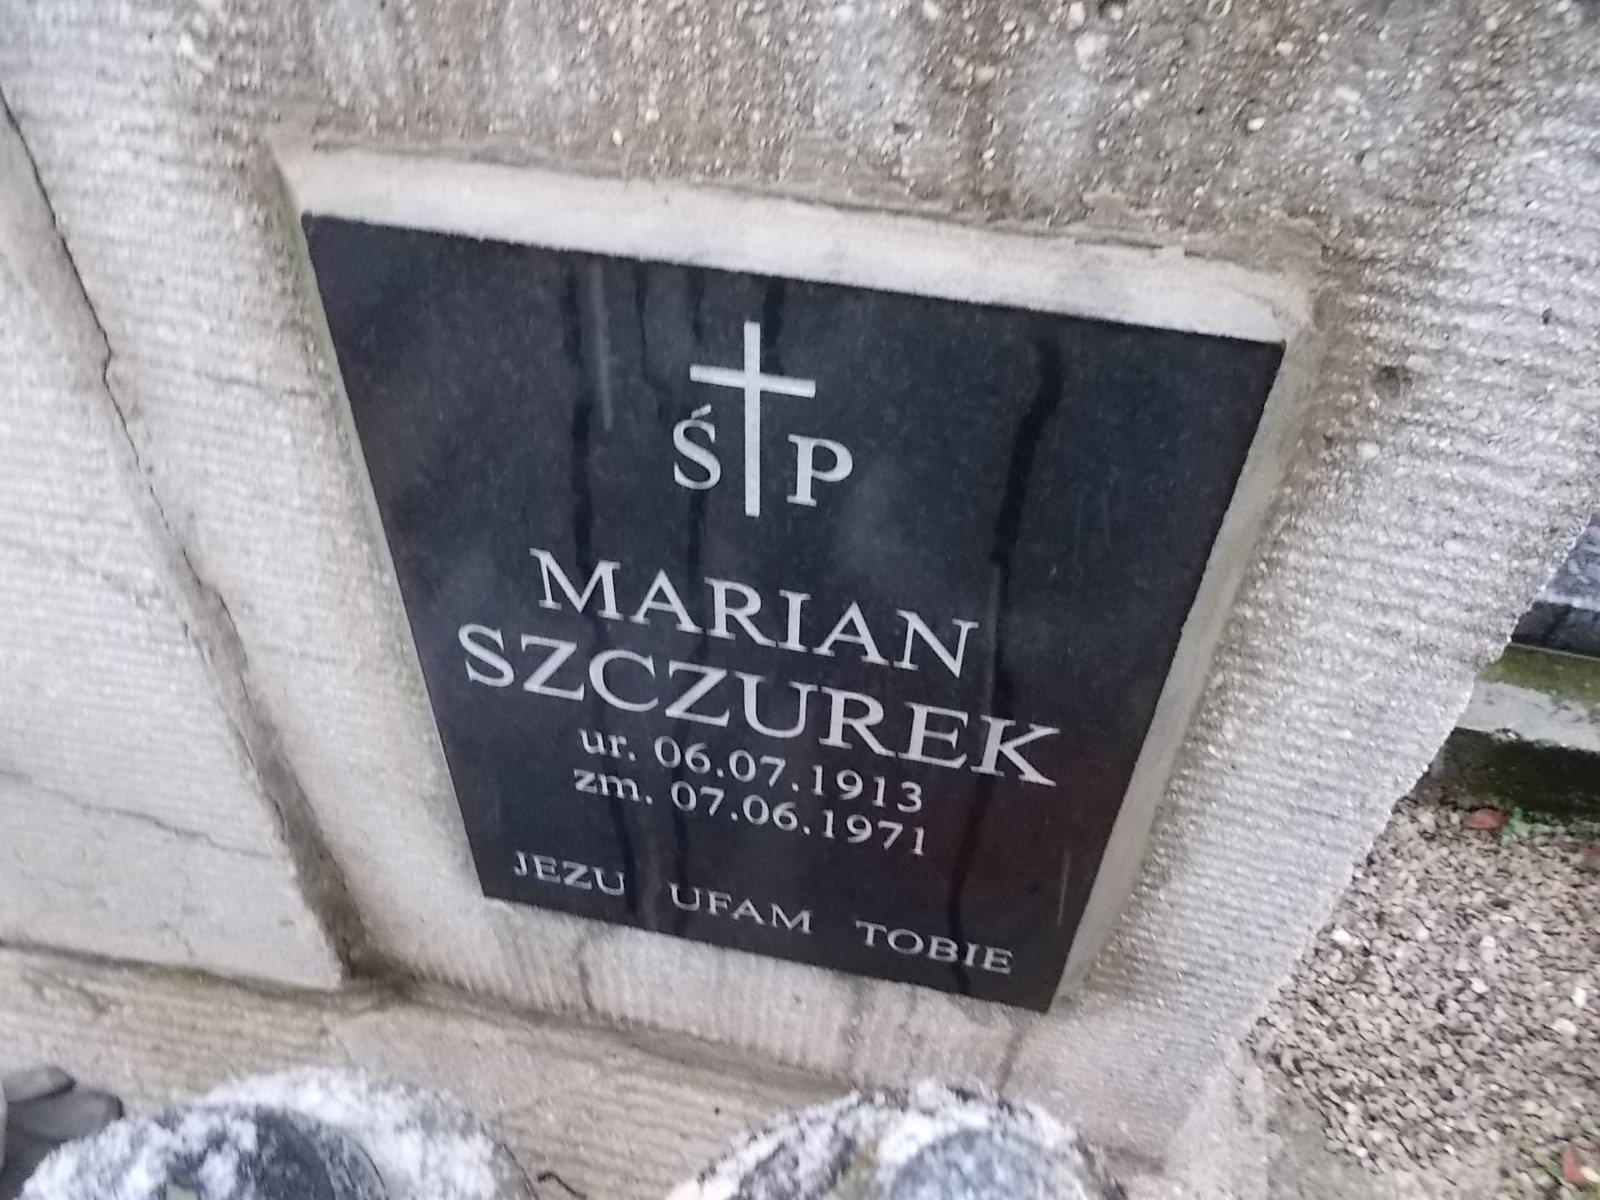 Ś P
MARIAN
SZCZUREK
ur. 06.07.1913
zm. 07.06.1971
JEZU UFAM TOBIE